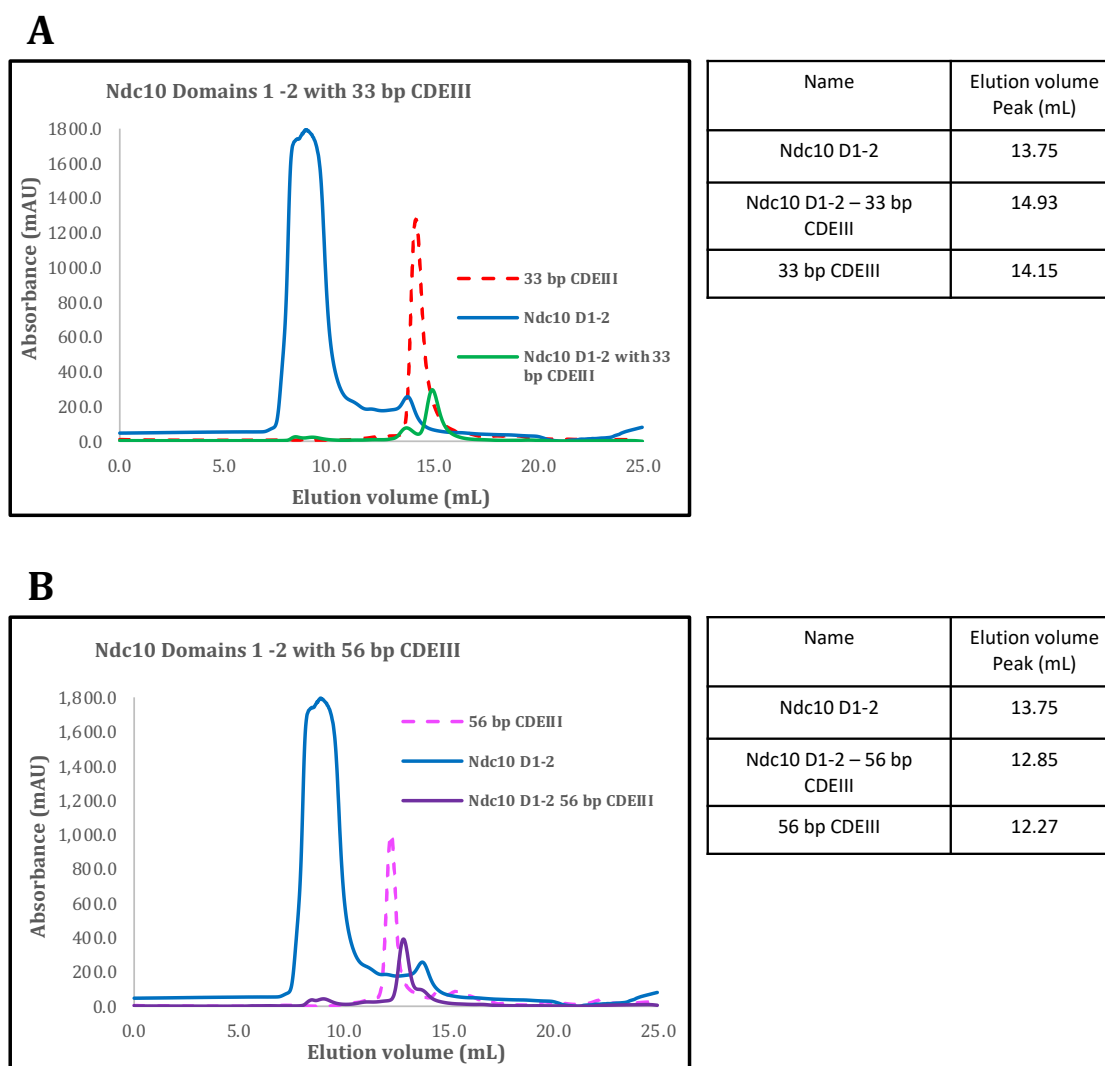 A
Ndc10 Domains 1 -2 with 33 bp CDEIII
Absorbance (mAU)
1800.0
1600.0
1400.0
1200.0
1000.0
800.0
600.0
400.0
200.0
0.0
0.0 5.0 10.0 15.0 20.0 25.0
Elution volume (mL)
33 bp CDEIII
Ndc10 D1-2
Ndc10 D1-2 with 33
bp CDEIII
Name Elution volume
Peak (mL)
Ndc10 D1-2 13.75
Ndc10 D1-2 – 33 bp 14.93
CDEIII
33 bp CDEIII 14.15
B
Ndc10 Domains 1 -2 with 56 bp CDEIII
Absorbance (mAU)
1,800.0
1,600.0
1,400.0
1,200.0
1,000.0
800.0
600.0
400.0
200.0
0.0
0.0 5.0 10.0 15.0 20.0 25.0
Elution volume (mL)
56 bp CDEIII
Ndc10 D1-2
Ndc10 D1-2 56 bp CDEIII
Name Elution volume
Peak (mL)
Ndc10 D1-2 13.75
Ndc10 D1-2 – 56 bp 12.85
CDEIII
56 bp CDEIII 12.27